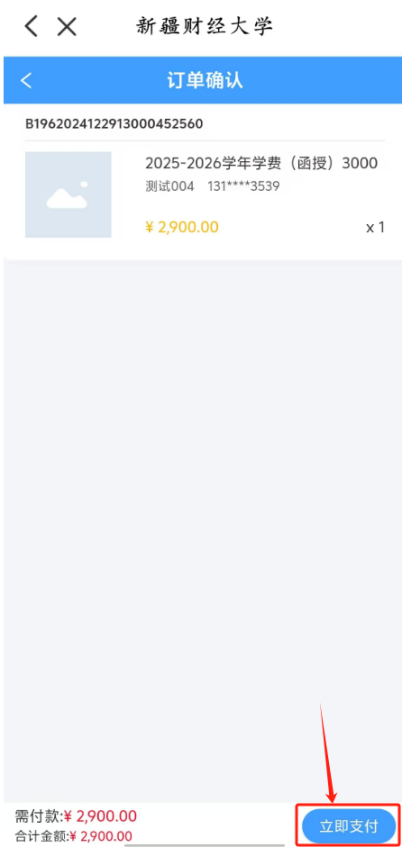 新疆财经大学
订单确认
B1962024122913000452560
2025-2026学年学费（函授）3000
测试004 131****3539
¥ 2,900.00 x 1
需付款:¥ 2,900.00
合计金额:¥ 2,900.00
立即支付